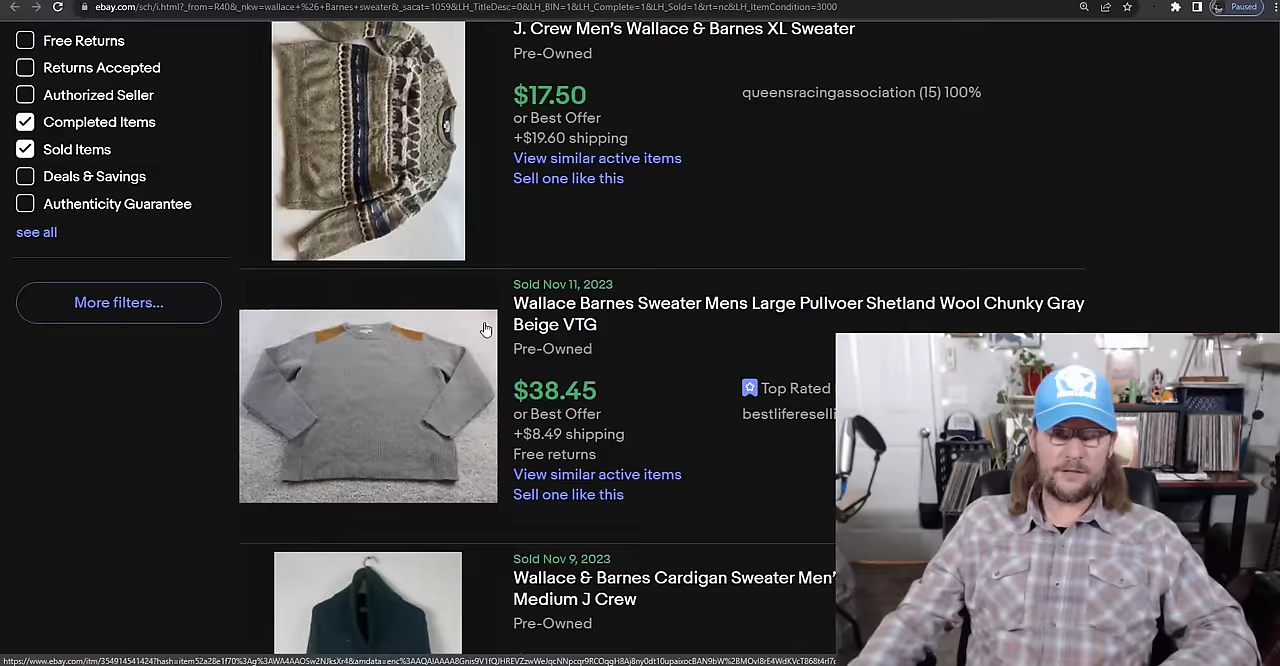 ebay.com/sch/i.html?_from=R40&_nkw=wallace+%26+Barnes+sweater&_sacat=1059&LH_TitleDesc=0&LH_BIN=1&LH_Complete=1&LH_Sold=1&rt=nc&LH_ItemCondition=3000
Paused
Free Returns
Returns Accepted
Authorized Seller
Completed Items
Sold Items
Deals & Savings
Authenticity Guarantee
see all
More filters...
J. Crew Men's Wallace & Barnes XL Sweater
Pre-Owned
$17.50
queensracingassociation (15) 100%
or Best Offer
+$19.60 shipping
View similar active items
Sell one like this
Sold Nov 11, 2023
Wallace Barnes Sweater Mens Large Pullvoer Shetland Wool Chunky Gray
Beige VTG
Pre-Owned
$38.45
Top Rated
or Best Offer
bestlifereselli
+$8.49 shipping
Free returns
View similar active items
Sell one like this
Sold Nov 9, 2023
Wallace & Barnes Cardigan Sweater Men'
Medium J Crew
Pre-Owned